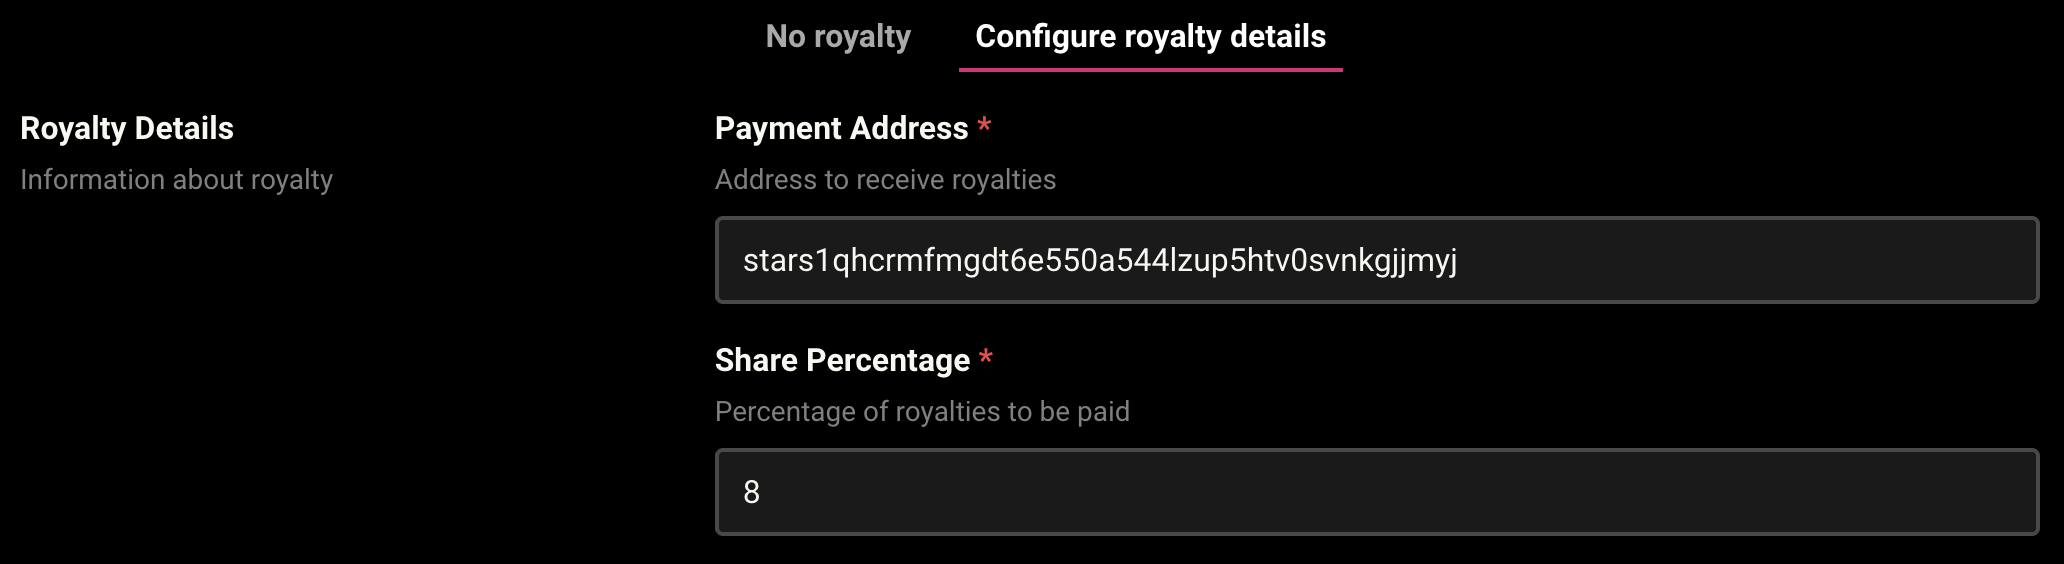 No royalty Configure royalty details
Royalty Details
Information about royalty
Payment Address *
Address to receive royalties
stars1qhcrmfmgdt6e550a544lzup5htv0svnkgjjmyj
Share Percentage *
Percentage of royalties to be paid
8